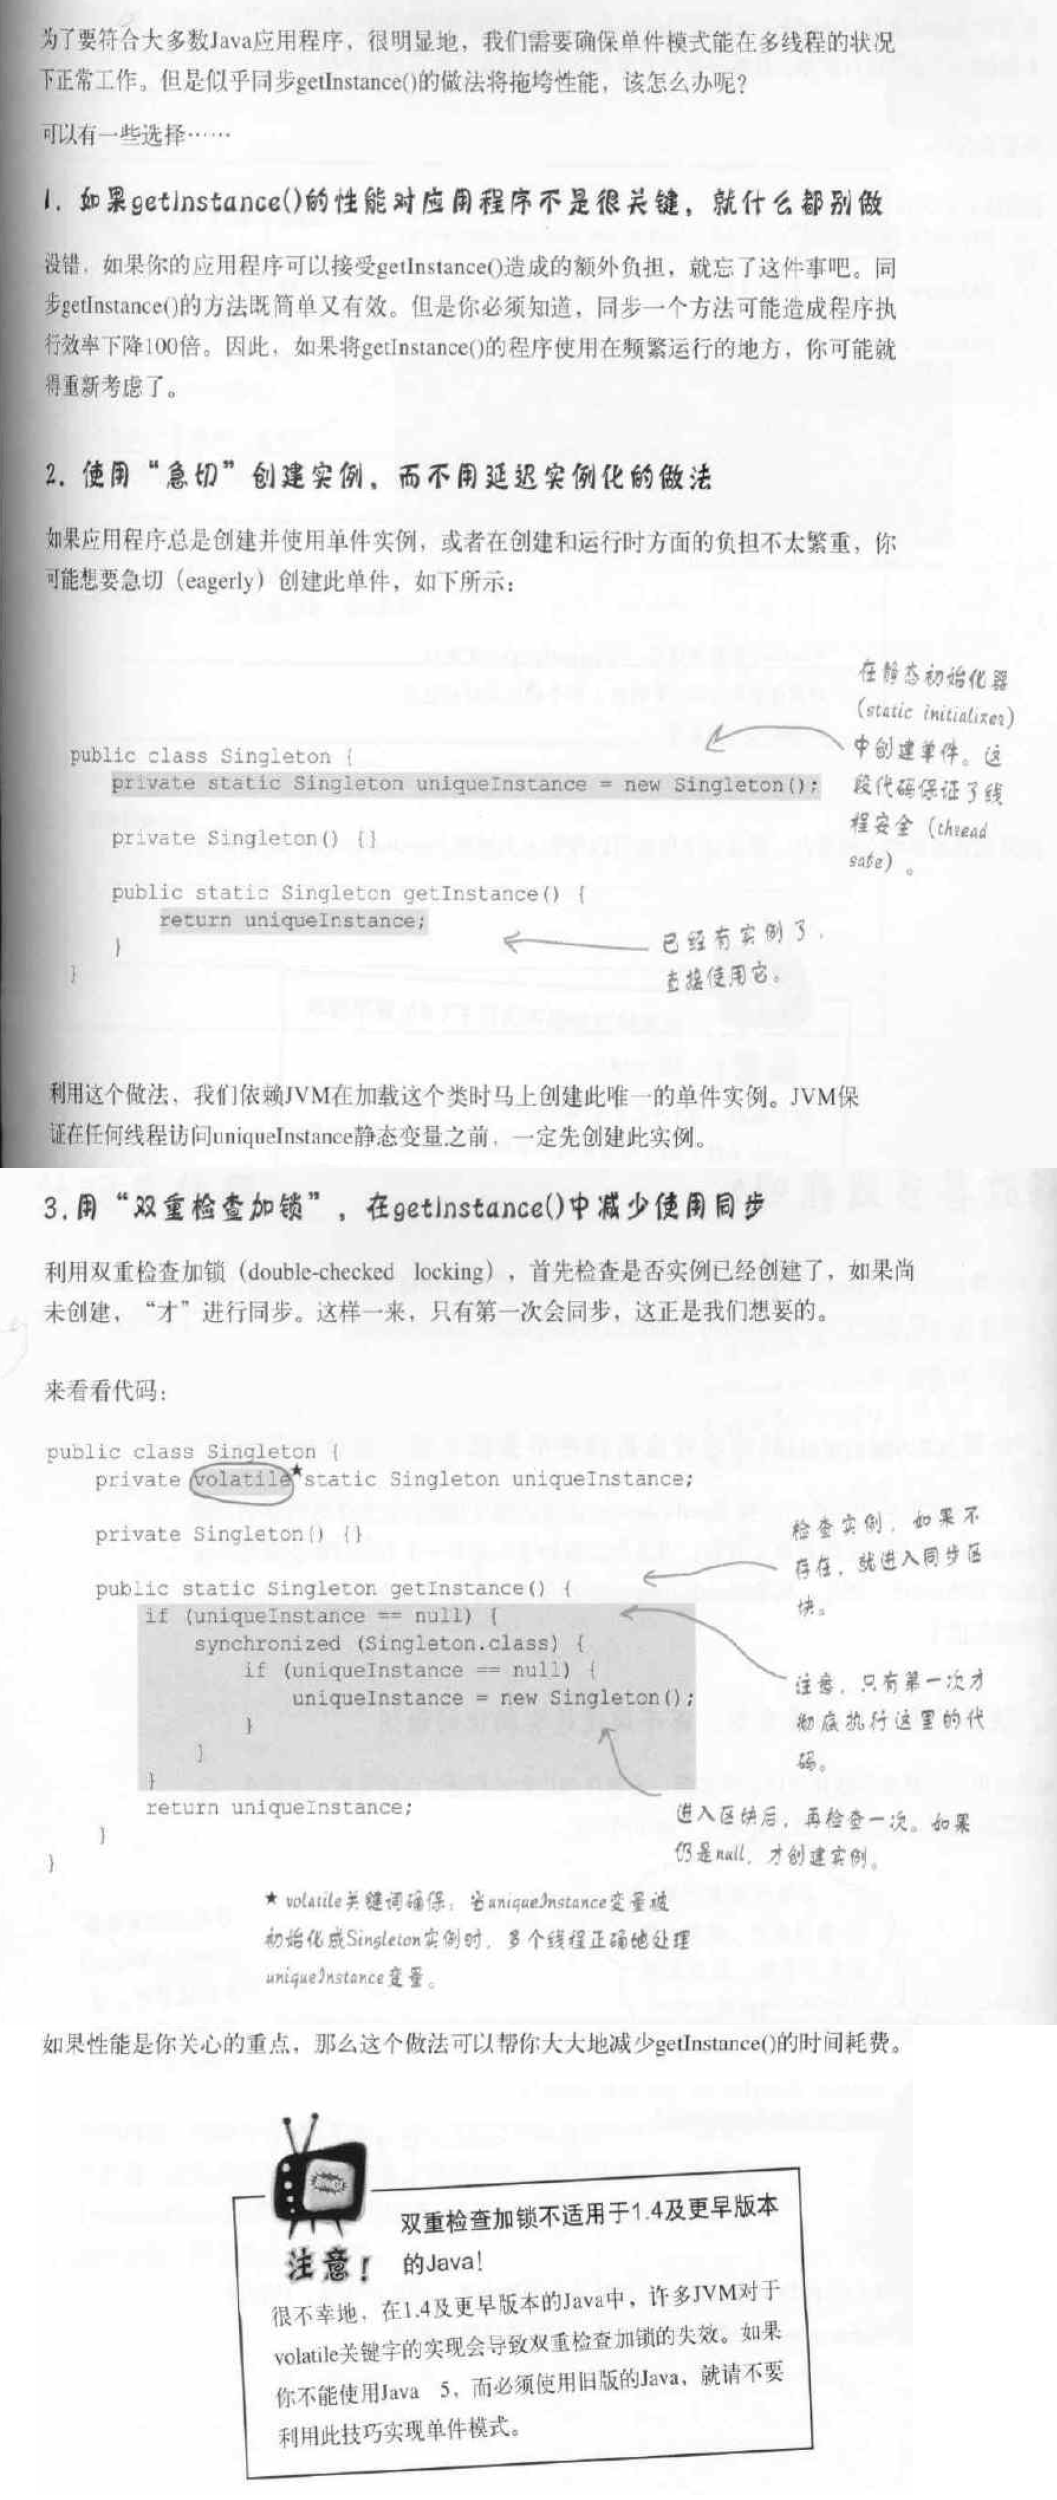 为了要符合大多数Java应用程序，很明显地，我们需要确保单件模式能在多线程的状况
下正常工作。但是似乎同步getInstance()的做法将拖垮性能，该怎么办呢？
可以有一些选择……
1. 如果getInstance()的性能对应用程序不是很关键，就什么都别做
没错，如果你的应用程序可以接受getInstance()造成的额外负担，就忘了这件事吧。同
步getInstance()的方法既简单又有效。但是你必须知道，同步一个方法可能造成程序执
行效率下降100倍。因此，如果将getInstance()的程序使用在频繁运行的地方，你可能就
得重新考虑了。
2. 使用“急切”创建实例，而不用延迟实例化的做法
如果应用程序总是创建并使用单件实例，或者在创建和运行时方面的负担不太繁重，你
可能想要急切（eagerly）创建此单件，如下所示：
在静态初始化器
（static initializer）
中创建单件。这
段代码保证了线
程安全（thread
safe）。
public class Singleton {
private static Singleton uniqueInstance = new Singleton();
private Singleton() {}
public static Singleton getInstance() {
return uniqueInstance;
}
}
已经有实例了，
直接使用它。
利用这个做法，我们依赖JVM在加载这个类时马上创建此唯一的单件实例。JVM保
证在任何线程访问uniqueInstance静态变量之前，一定先创建此实例。
3.用“双重检查加锁”，在getInstance()中减少使用同步
利用双重检查加锁（double-checked locking），首先检查是否实例已经创建了，如果尚
未创建，“才”进行同步。这样一来，只有第一次会同步，这正是我们想要的。
来看看代码：
public class Singleton {
private volatile★static Singleton uniqueInstance;
private Singleton() {}
public static Singleton getInstance() {
if (uniqueInstance == null) {
synchronized (Singleton.class) {
if (uniqueInstance == null) {
uniqueInstance = new Singleton();
}
}
}
return uniqueInstance;
}
}
检查实例，如果不
存在，就进入同步区
块。
注意，只有第一次才
彻底执行这里的代
码。
进入区块后，再检查一次。如果
仍是null，才创建实例。
★ volatile关键词确保：当uniqueInstance变量被
初始化成Singleton实例时，多个线程正确地处理
uniqueInstance变量。
如果性能是你关心的重点，那么这个做法可以帮你大大地减少getInstance()的时间耗费。
注意！
双重检查加锁不适用于1.4及更早版本
的Java！
很不幸地，在1.4及更早版本的Java中，许多JVM对于
volatile关键字的实现会导致双重检查加锁的失效。如果
你不能使用Java 5，而必须使用旧版的Java，就请不要
利用此技巧实现单件模式。